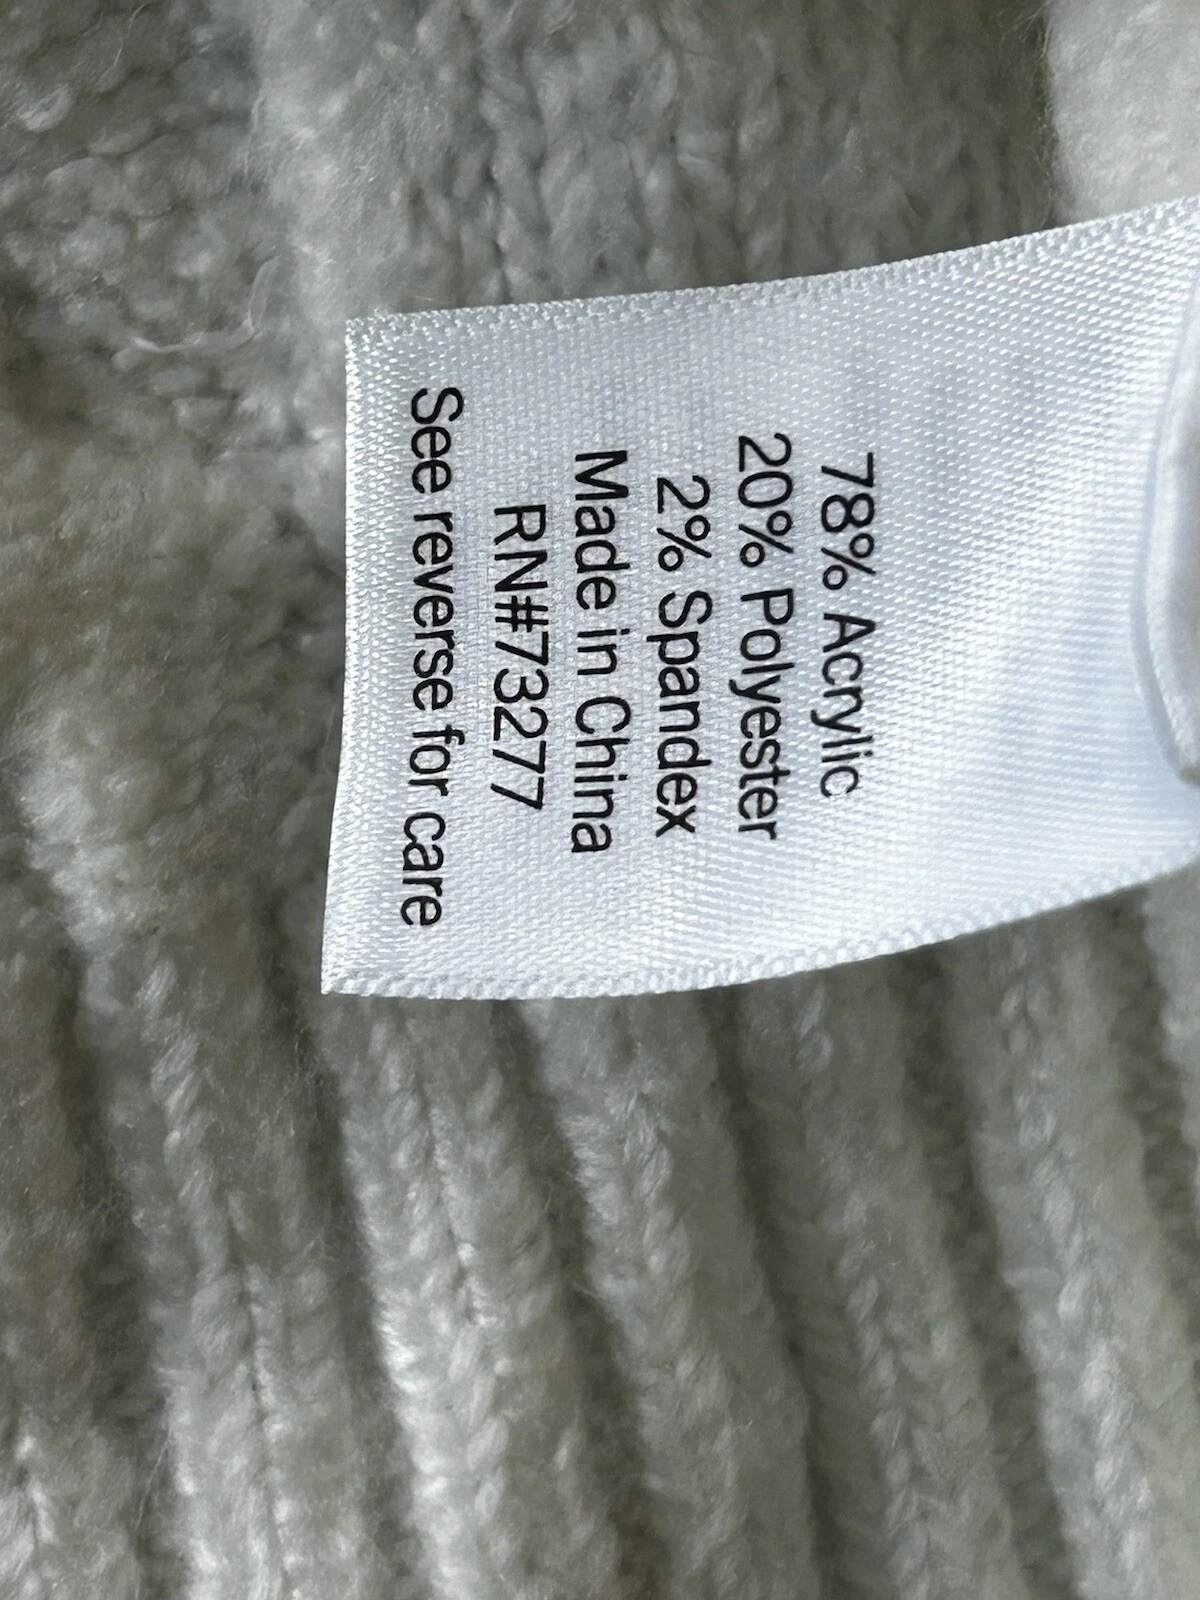 78% Acrylic
20% Polyester
2% Spandex
Made in China
RN#73277
See reverse for care